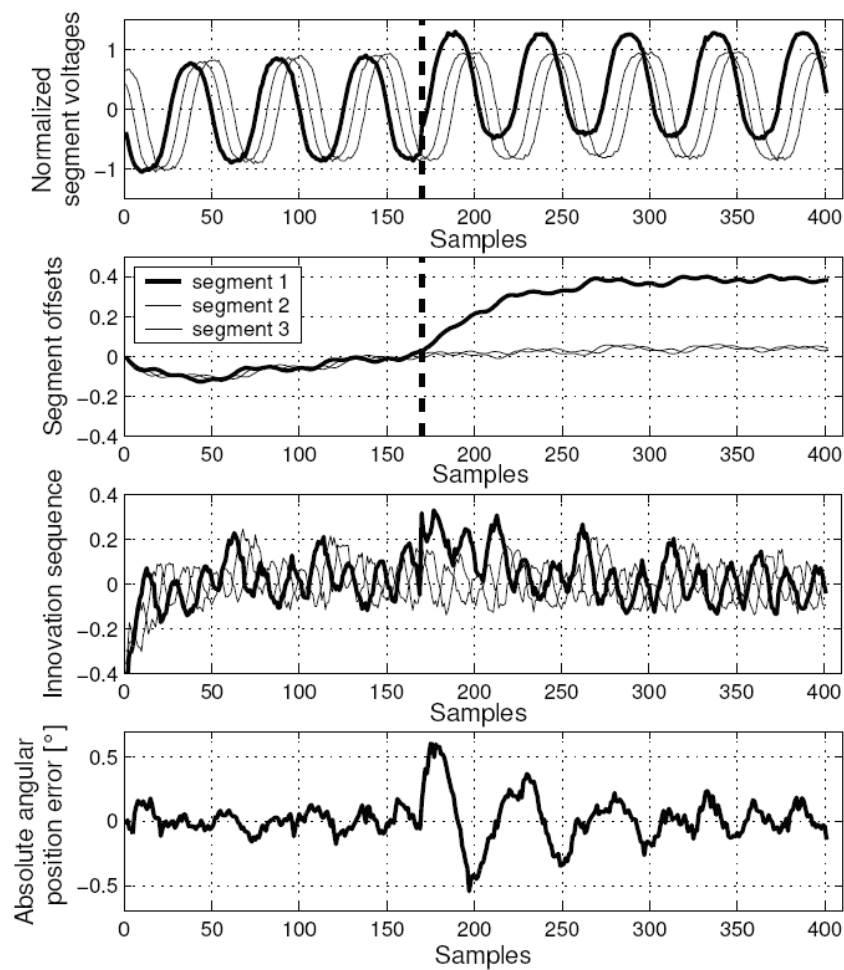 Normalized
segment voltages
1
0
−1
0 50 100 150 200 250 300 350 400
Samples
Segment offsets
0.4
0.2
0
−0.2
−0.4
segment 1
segment 2
segment 3
0 50 100 150 200 250 300 350 400
Samples
Innovation sequence
0.4
0.2
0
−0.2
−0.4
0 50 100 150 200 250 300 350 400
Samples
Absolute angular
position error [°]
0.5
0
−0.5
0 50 100 150 200 250 300 350 400
Samples